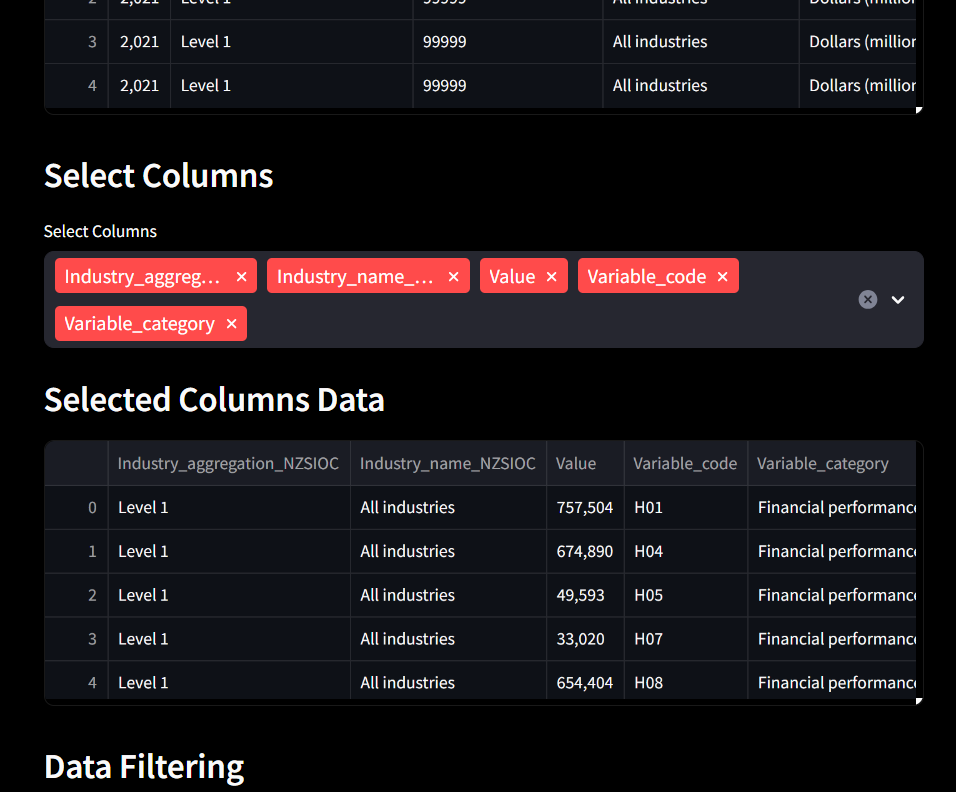 2 2,021 Level 1 99999 All industries Dollars (million
3 2,021 Level 1 99999 All industries Dollars (million
4 2,021 Level 1 99999 All industries Dollars (million
Select Columns
Select Columns
Industry_aggreg... × Industry_name_... × Value × Variable_code ×
Variable_category ×
Selected Columns Data
Industry_aggregation_NZSIOC Industry_name_NZSIOC Value Variable_code Variable_category
0 Level 1 All industries 757,504 H01 Financial performance
1 Level 1 All industries 674,890 H04 Financial performance
2 Level 1 All industries 49,593 H05 Financial performance
3 Level 1 All industries 33,020 H07 Financial performance
4 Level 1 All industries 654,404 H08 Financial performance
Data Filtering